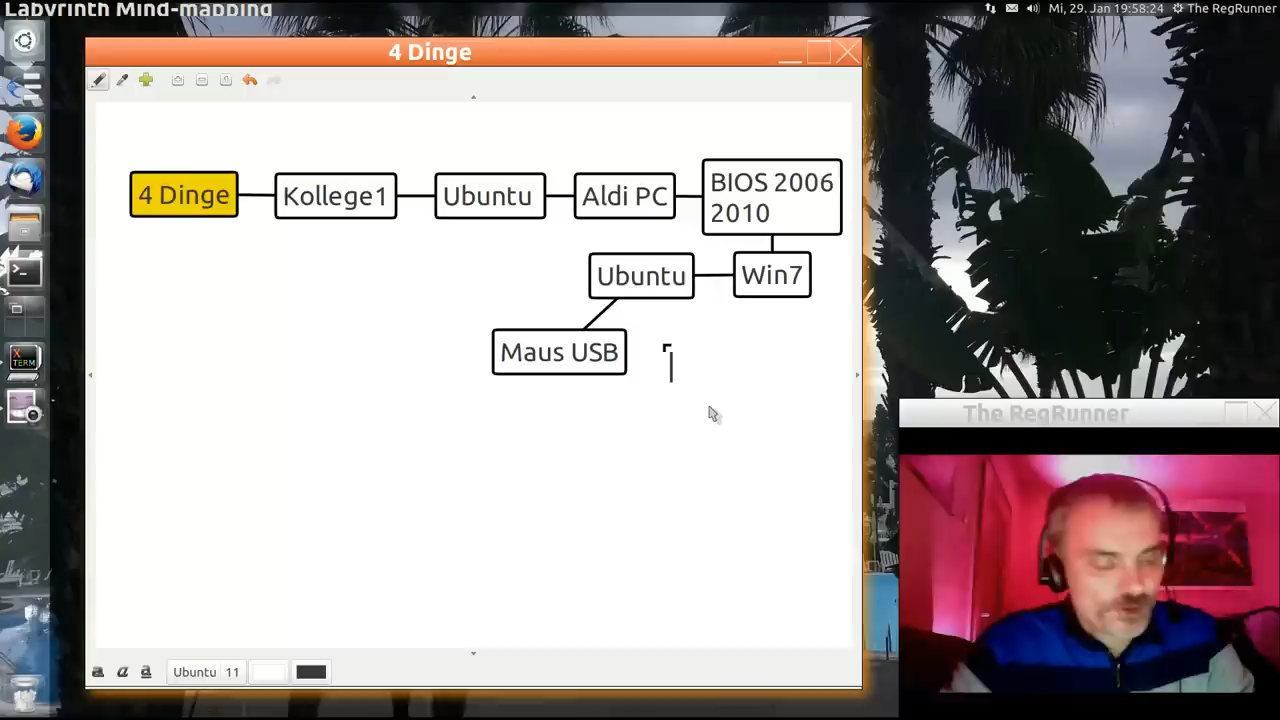 Labyrinth Mind-mapping
Mi, 29. Jan 19:58:24 The RegRunner
4 Dinge
4 Dinge
Kollege1
Ubuntu
Aldi PC
BIOS 2006
2010
Ubuntu
Win7
Maus USB
The RegRunner
X
TERM
a a a Ubuntu 11